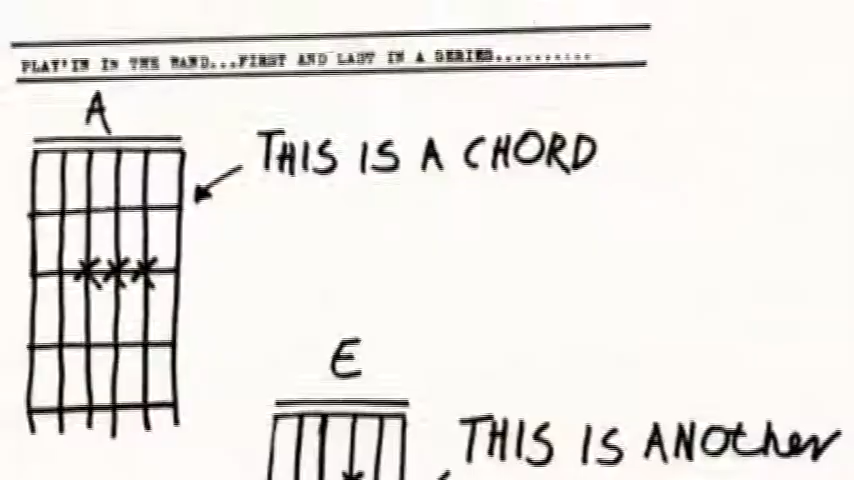 PLAY'IN IN THE BAND...FIRST AND LAST IN A SERIES..........
A
THIS IS A CHORD
E
THIS IS ANOther